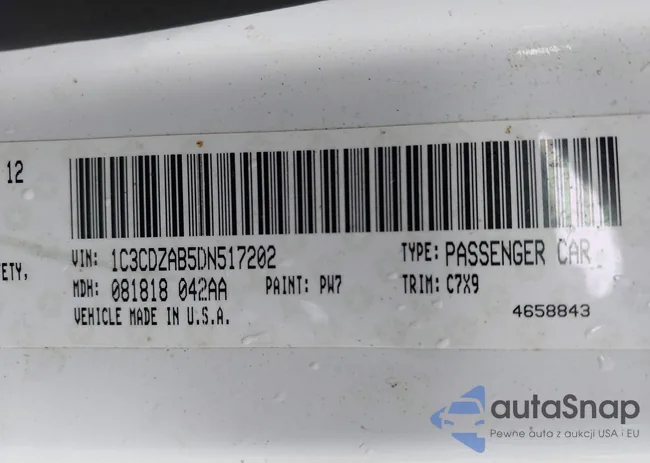 12
VIN: 1C3CDZAB5DN517202 TYPE: PASSENGER CAR
ETY, MDH: 081818 042AA PAINT: PW7 TRIM: C7X9
VEHICLE MADE IN U.S.A. 4658843
autoSnap
Pewne auta z aukcji USA i EU